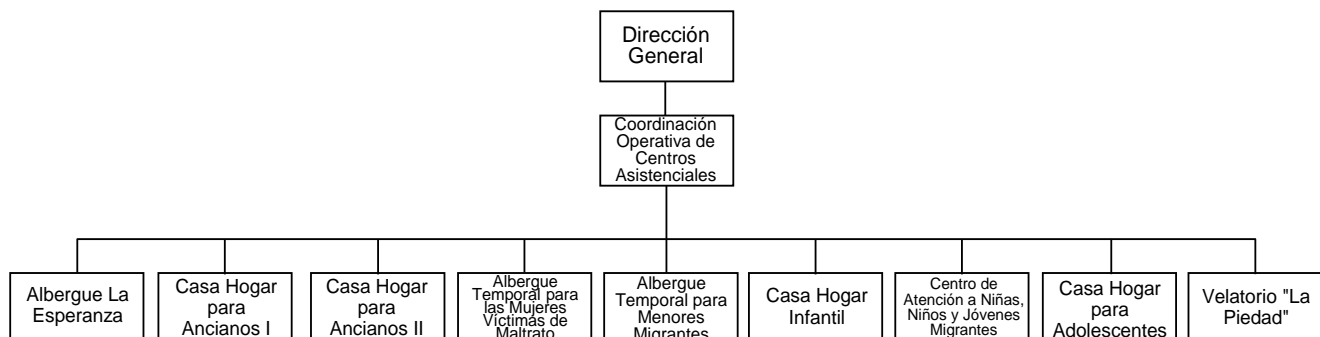 Dirección
General
Coordinación
Operativa de
Centros
Asistenciales
Albergue La
Esperanza
Casa Hogar
para
Ancianos I
Casa Hogar
para
Ancianos II
Albergue
Temporal para
las Mujeres
Víctimas de
Maltrato
Albergue
Temporal para
Menores
Migrantes
Casa Hogar
Infantil
Centro de
Atención a Niñas,
Niños y Jóvenes
Migrantes
Casa Hogar
para
Adolescentes
Velatorio "La
Piedad"